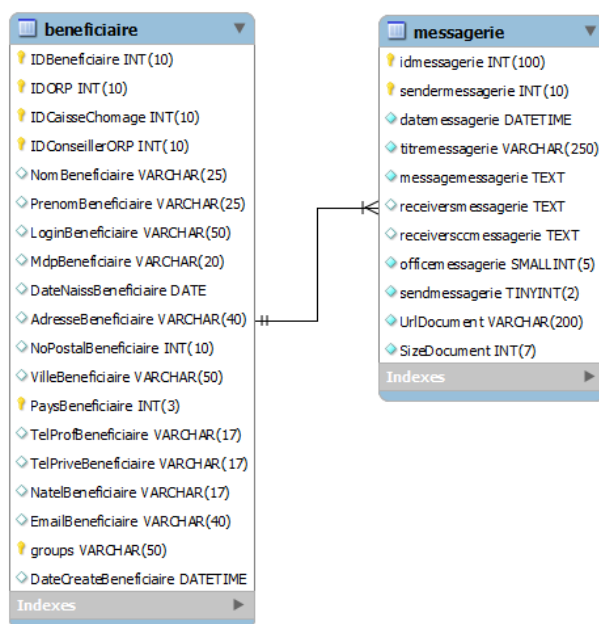 beneficiaire
IDBeneficiaire INT(10)
IDORP INT(10)
IDCaisseChomage INT(10)
IDConseillerORP INT(10)
NomBeneficiaire VARCHAR(25)
PrenomBeneficiaire VARCHAR(25)
LoginBeneficiaire VARCHAR(50)
MdpBeneficiaire VARCHAR(20)
DateNaissBeneficiaire DATE
AdresseBeneficiaire VARCHAR(40)
NoPostalBeneficiaire INT(10)
VilleBeneficiaire VARCHAR(50)
PaysBeneficiaire INT(3)
TelProfBeneficiaire VARCHAR(17)
TelPriveBeneficiaire VARCHAR(17)
NatelBeneficiaire VARCHAR(17)
EmailBeneficiaire VARCHAR(40)
groups VARCHAR(50)
DateCreateBeneficiaire DATETIME
Indexes
messagerie
idmessagerie INT(100)
sendermessagerie INT(10)
datemessagerie DATETIME
titremessagerie VARCHAR(250)
messagemessagerie TEXT
receiversmessagerie TEXT
receiversccmessagerie TEXT
officemessagerie SMALLINT(5)
sendmessagerie TINYINT(2)
UrlDocument VARCHAR(200)
SizeDocument INT(7)
Indexes